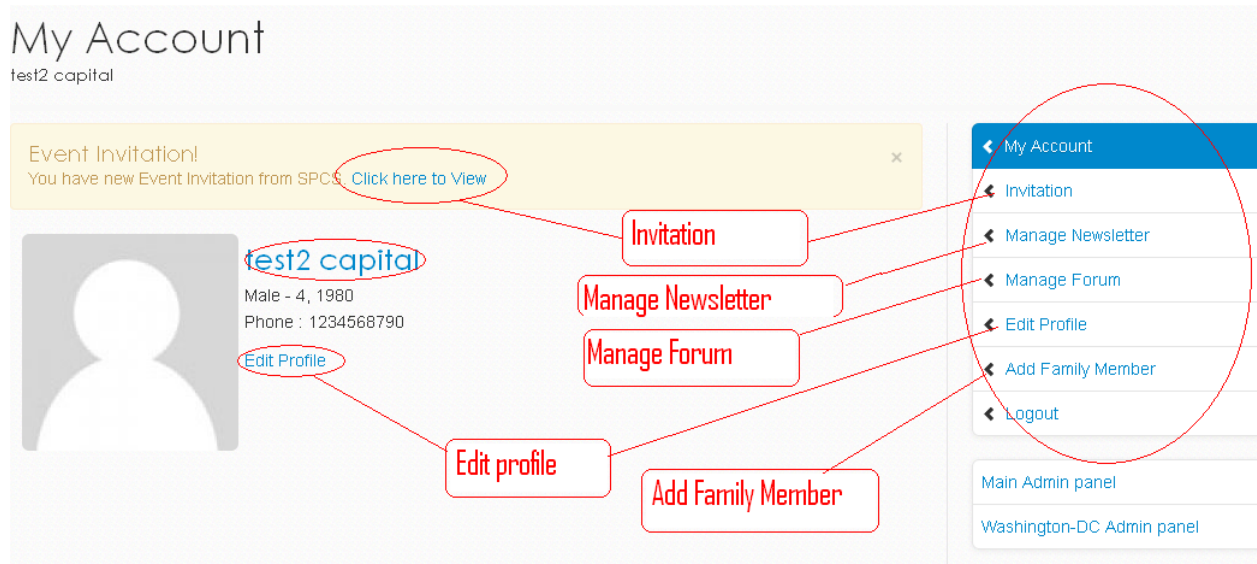 My Account
test2 capital
Event Invitation!
You have new Event Invitation from SPCS. Click here to View
×
test2 capital
Male - 4, 1980
Phone : 1234568790
Edit Profile
Invitation
Manage Newsletter
Manage Forum
Edit profile
Add Family Member
My Account
Invitation
Manage Newsletter
Manage Forum
Edit Profile
Add Family Member
Logout
Main Admin panel
Washington-DC Admin panel